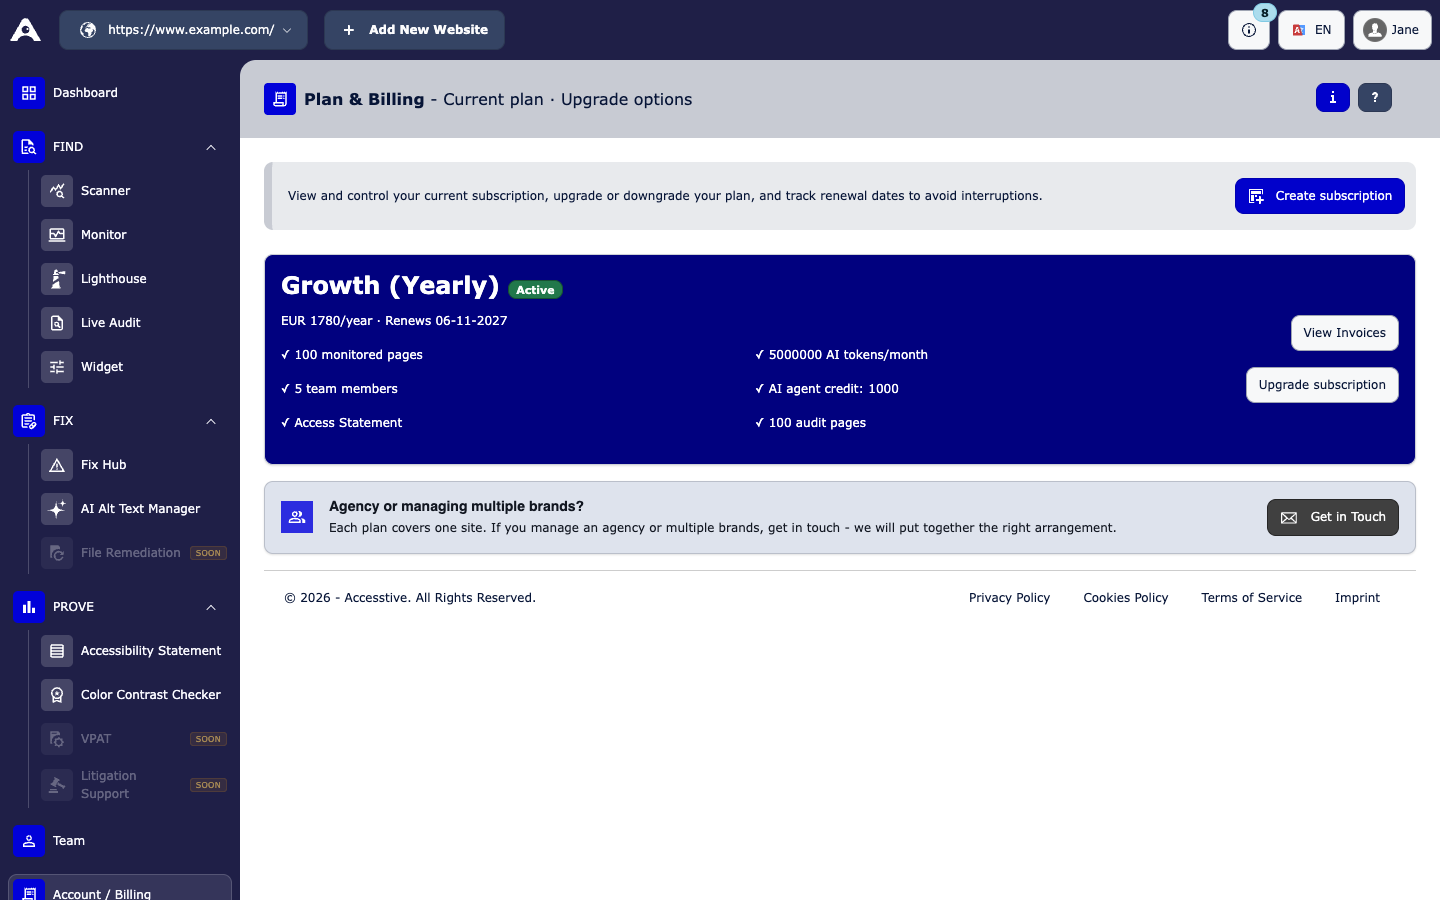 https://www.example.com/
Add New Website
8
EN
Jane
Dashboard
FIND
Scanner
Monitor
Lighthouse
Live Audit
Widget
FIX
Fix Hub
AI Alt Text Manager
File Remediation SOON
PROVE
Accessibility Statement
Color Contrast Checker
VPAT SOON
Litigation
Support SOON
Team
Account / Billing
Plan & Billing - Current plan · Upgrade options
i ?
View and control your current subscription, upgrade or downgrade your plan, and track renewal dates to avoid interruptions.
Create subscription
Growth (Yearly) Active
EUR 1780/year · Renews 06-11-2027
✓ 100 monitored pages
✓ 5000000 AI tokens/month
✓ 5 team members
✓ AI agent credit: 1000
✓ Access Statement
✓ 100 audit pages
View Invoices
Upgrade subscription
Agency or managing multiple brands?
Each plan covers one site. If you manage an agency or multiple brands, get in touch - we will put together the right arrangement.
Get in Touch
© 2026 - Accesstive. All Rights Reserved.
Privacy Policy Cookies Policy Terms of Service Imprint